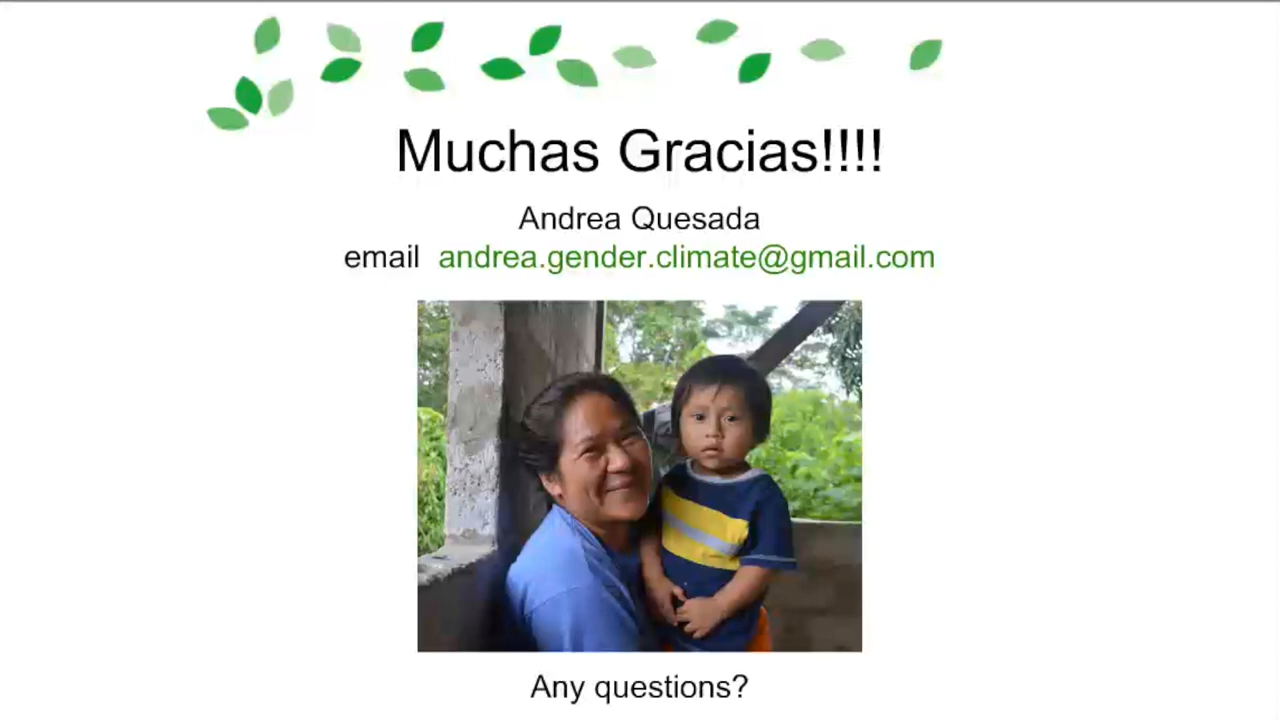 Muchas Gracias!!!!
Andrea Quesada
email andrea.gender.climate@gmail.com
Any questions?